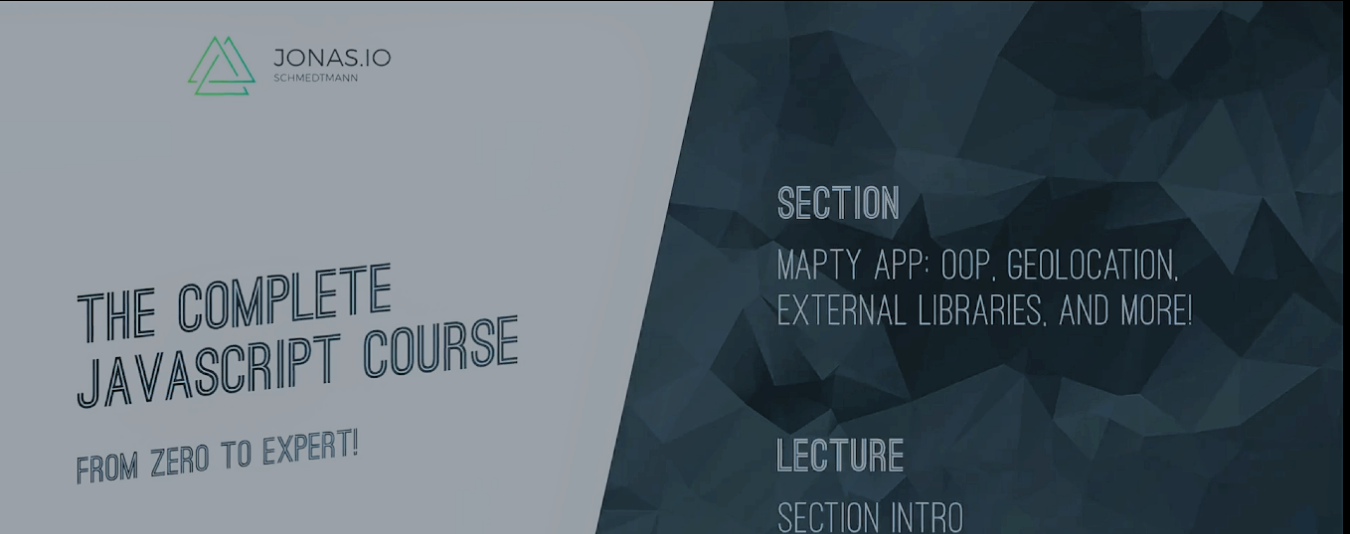 JONAS.IO
SCHMEDTMANN
THE COMPLETE
JAVASCRIPT COURSE
FROM ZERO TO EXPERT!
SECTION
MAPTY APP: OOP, GEOLOCATION,
EXTERNAL LIBRARIES, AND MORE!
LECTURE
SECTION INTRO